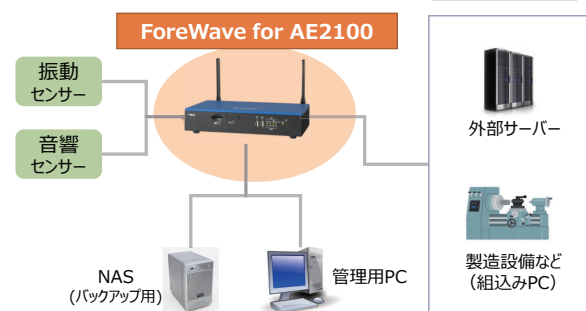 ForeWave for AE2100
振動
センサー
音響
センサー
外部サーバー
NAS
(バックアップ用)
管理用PC
製造設備など
（組込みPC）